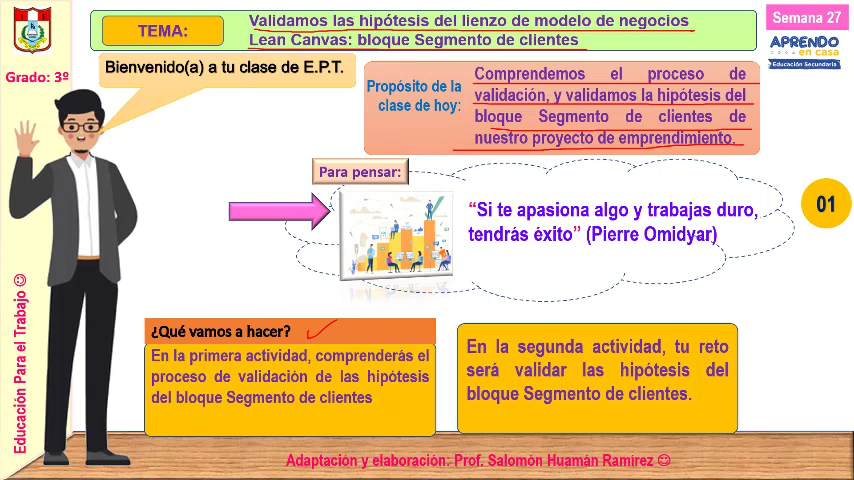 TEMA:
Validamos las hipótesis del lienzo de modelo de negocios
Lean Canvas: bloque Segmento de clientes
Semana 27
APRENDO
en casa
Educación Secundaria
Grado: 3º
Bienvenido(a) a tu clase de E.P.T.
Propósito de la
clase de hoy:
Comprendemos el proceso de
validación, y validamos la hipótesis del
bloque Segmento de clientes de
nuestro proyecto de emprendimiento.
Para pensar:
“Si te apasiona algo y trabajas duro,
tendrás éxito” (Pierre Omidyar)
01
¿Qué vamos a hacer?
En la primera actividad, comprenderás el
proceso de validación de las hipótesis
del bloque Segmento de clientes
En la segunda actividad, tu reto
será validar las hipótesis del
bloque Segmento de clientes.
Educación Para el Trabajo ☺
Adaptación y elaboración: Prof. Salomón Huamán Ramírez ☺